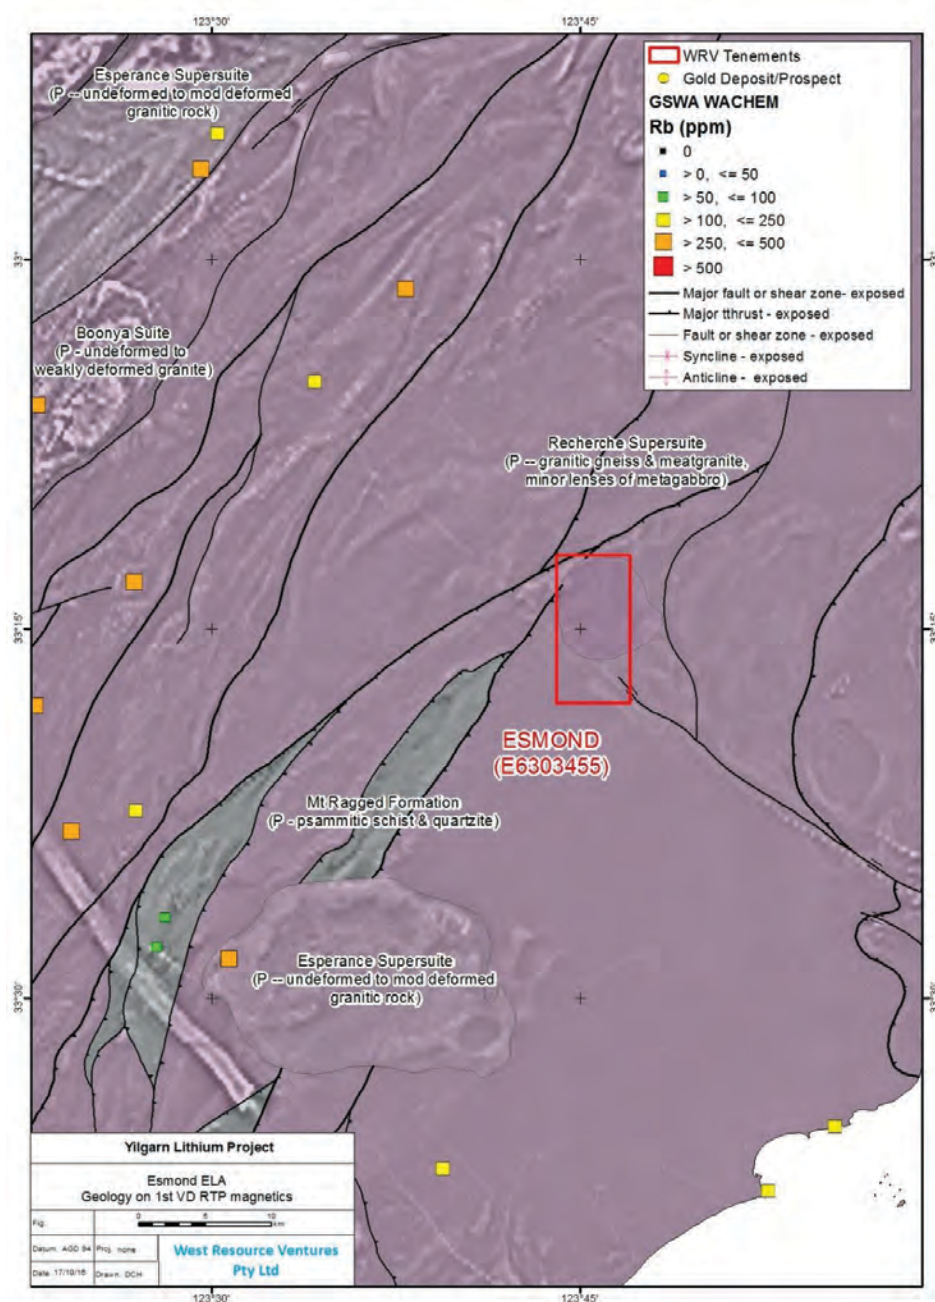 123°30'
123°45'
Esperance Supersuite
(P -- undeformed to mod deformed
granitic rock)
WRV Tenements
Gold Deposit/Prospect
GSWA WACHEM
Rb (ppm)
0
> 0, <= 50
> 50, <= 100
> 100, <= 250
> 250, <= 500
> 500
Major fault or shear zone- exposed
Major tthrust - exposed
Fault or shear zone - exposed
Syncline - exposed
Anticline - exposed
33°
33°
Boonya Suite
(P - undeformed to
weakly deformed granite)
Recherche Supersuite
(P -- granitic gneiss & meatgranite,
minor lenses of metagabbro)
33°15'
33°15'
ESMOND
(E6303455)
Mt Ragged Formation
(P - psammitic schist & quartzite)
Esperance Supersuite
(P -- undeformed to mod deformed
granitic rock)
33°30'
33°30'
Yilgarn Lithium Project
Esmond ELA
Geology on 1st VD RTP magnetics
Fig:
0 5 10
km
Datum: AGD 94 Proj: none
Date: 17/10/16 Drawn: DCH
West Resource Ventures
Pty Ltd
123°30'
123°45'